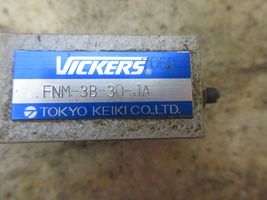 VICKERS®
FNM-3B-30-JA
TOKYO KEIKI CO., LTD.